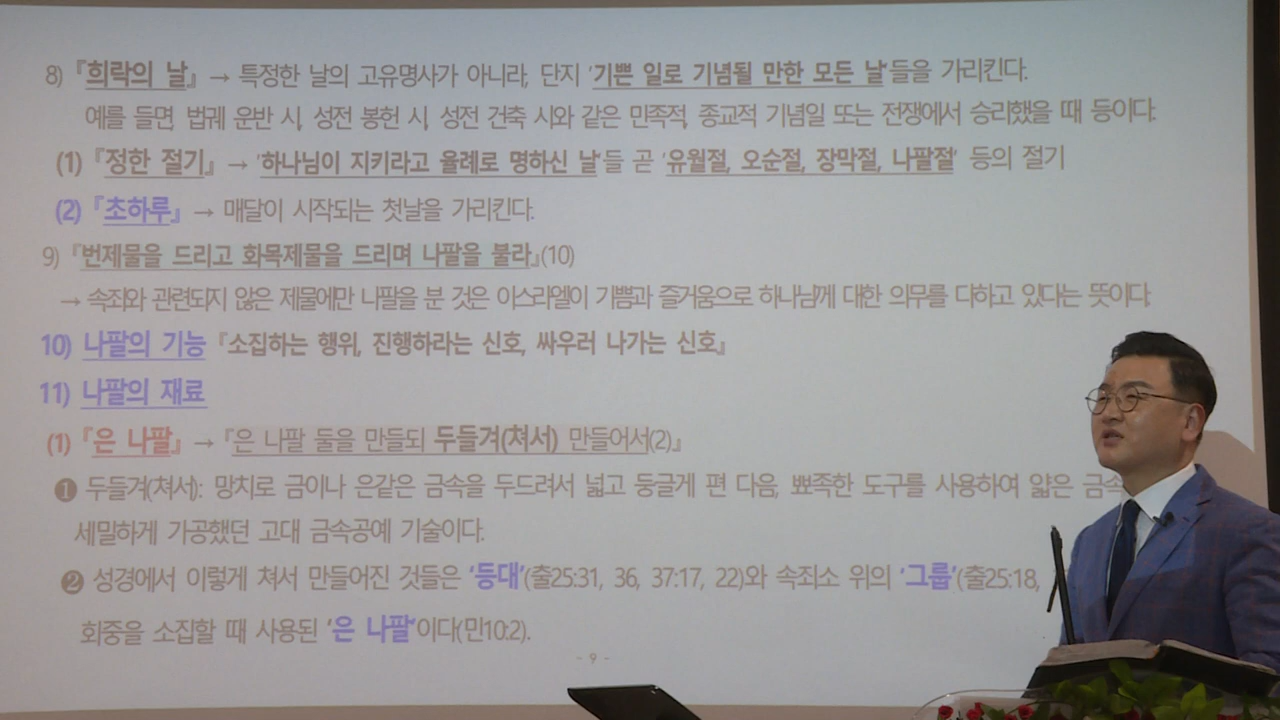 8) 『희락의 날』 → 특정한 날의 고유명사가 아니라, 단지 '기쁜 일로 기념될 만한 모든 날'들을 가리킨다.
예를 들면, 법궤 운반 시, 성전 봉헌 시, 성전 건축 시와 같은 민족적, 종교적 기념일 또는 전쟁에서 승리했을 때 등이다.
(1) 『정한 절기』 → '하나님이 지키라고 율례로 명하신 날'들 곧 '유월절, 오순절, 장막절, 나팔절' 등의 절기
(2) 『초하루』 → 매달이 시작되는 첫날을 가리킨다.
9) 『번제물을 드리고 화목제물을 드리며 나팔을 불라』(10)
→ 속죄와 관련되지 않은 제물에만 나팔을 분 것은 이스라엘이 기쁨과 즐거움으로 하나님께 대한 의무를 다하고 있다는 뜻이다.
10) 나팔의 기능 『소집하는 행위, 진행하라는 신호, 싸우러 나가는 신호』
11) 나팔의 재료
(1) 『은 나팔』 → 『은 나팔 둘을 만들되 두들겨(쳐서) 만들어서(2)』
❶ 두들겨(쳐서): 망치로 금이나 은같은 금속을 두드려서 넓고 둥글게 편 다음, 뾰족한 도구를 사용하여 얇은 금속
세밀하게 가공했던 고대 금속공예 기술이다.
❷ 성경에서 이렇게 쳐서 만들어진 것들은 '등대'(출25:31, 36, 37:17, 22)와 속죄소 위의 '그룹'(출25:18,
회중을 소집할 때 사용된 '은 나팔'이다(민10:2).
- 9 -